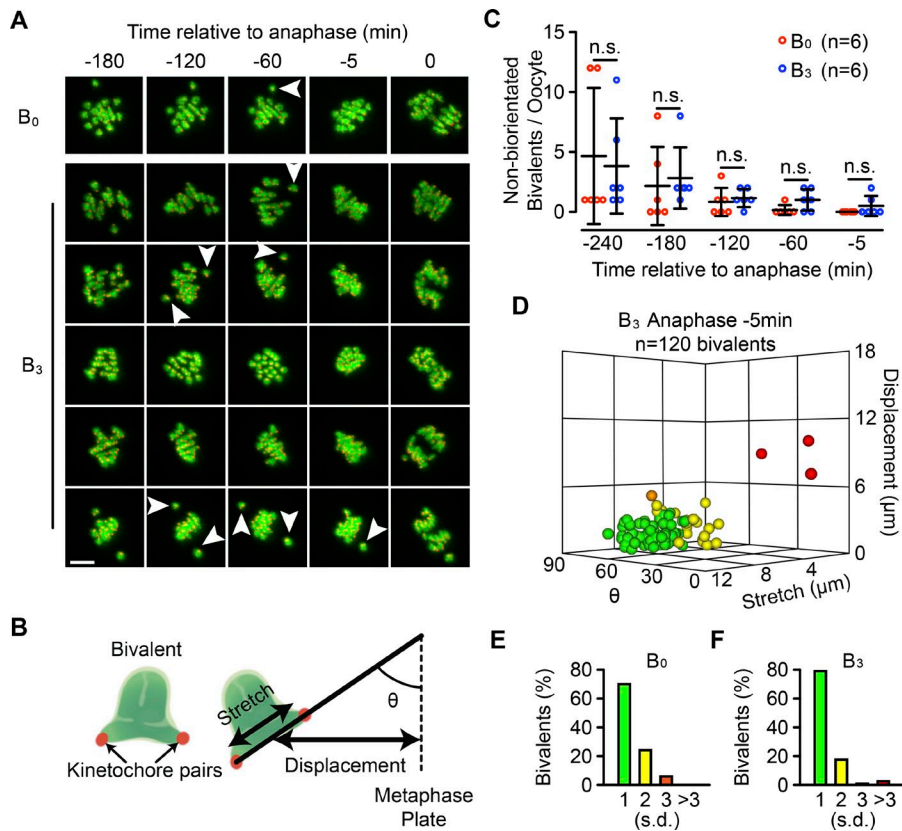 A
Time relative to anaphase (min)
-180 -120 -60 -5 0
B₀
B₃
B
Bivalent
Kinetochore pairs
Stretch
θ
Displacement
Metaphase
Plate
C
Non-biorientated
Bivalents / Oocyte
15
10
5
0
n.s. n.s. n.s. n.s. n.s.
B₀ (n=6)
B₃ (n=6)
-240 -180 -120 -60 -5
Time relative to anaphase (min)
D
B₃ Anaphase -5min
n=120 bivalents
18
12
6
0
Displacement (μm)
90 60 30 0
θ
12 8 4
Stretch (μm)
E
B₀
Bivalents (%)
80
60
40
20
0
1 2 3 >3
(s.d.)
F
B₃
Bivalents (%)
80
60
40
20
0
1 2 3 >3
(s.d.)